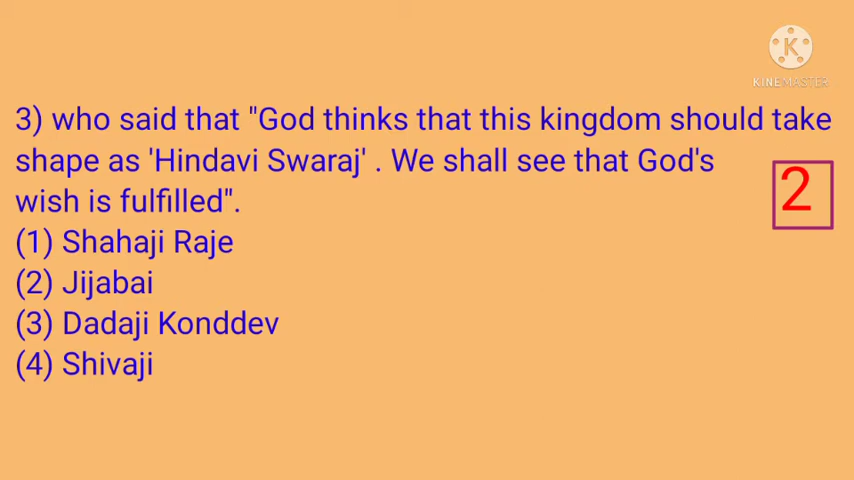 K
KINEMASTER
3) who said that "God thinks that this kingdom should take
shape as 'Hindavi Swaraj' . We shall see that God's
wish is fulfilled".
2
(1) Shahaji Raje
(2) Jijabai
(3) Dadaji Konddev
(4) Shivaji